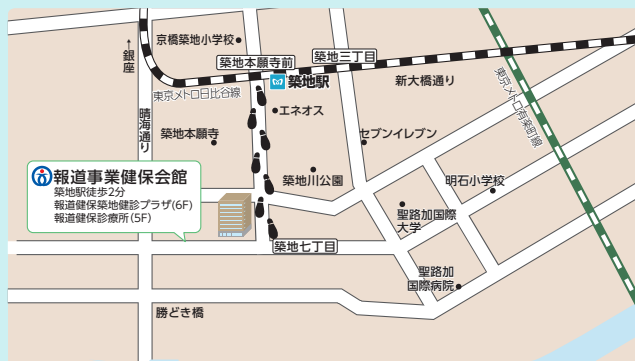 京橋築地小学校
←銀座
築地本願寺前
築地三丁目
築地駅
新大橋通り
東京メトロ日比谷線
東京メトロ有楽町線
晴海通り
エネオス
築地本願寺
セブンイレブン
報道事業健保会館
築地駅徒歩2分
報道健保築地健診プラザ(6F)
報道健保診療所(5F)
築地川公園
明石小学校
聖路加国際
大学
築地七丁目
聖路加
国際病院
勝どき橋